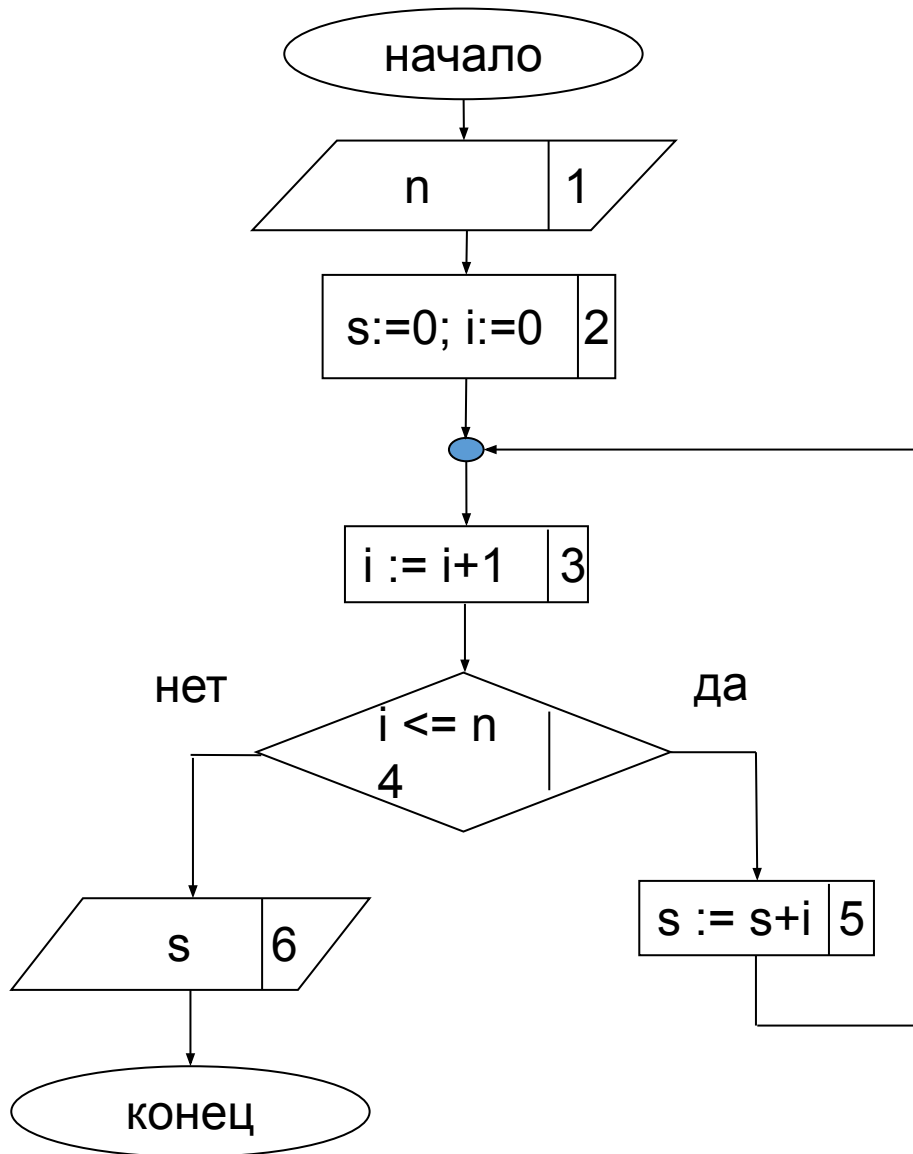 начало
n 1
s:=0; i:=0 2
i := i+1 3
нет
да
i <= n
4
s := s+i 5
s 6
конец